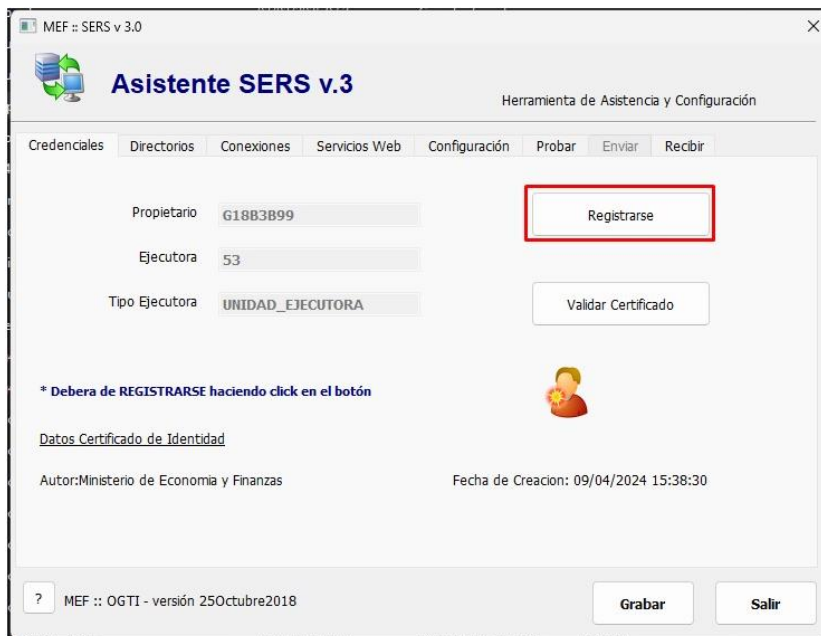 MEF :: SERS v 3.0
Asistente SERS v.3
Herramienta de Asistencia y Configuración
Credenciales Directorios Conexiones Servicios Web Configuración Probar Enviar Recibir
Propietario G18B3B99 Registrarse
Ejecutora 53
Tipo Ejecutora UNIDAD_EJECUTORA Validar Certificado
* Debera de REGISTRARSE haciendo click en el botón
Datos Certificado de Identidad
Autor:Ministerio de Economia y Finanzas Fecha de Creacion: 09/04/2024 15:38:30
? MEF :: OGTI - versión 25Octubre2018 Grabar Salir